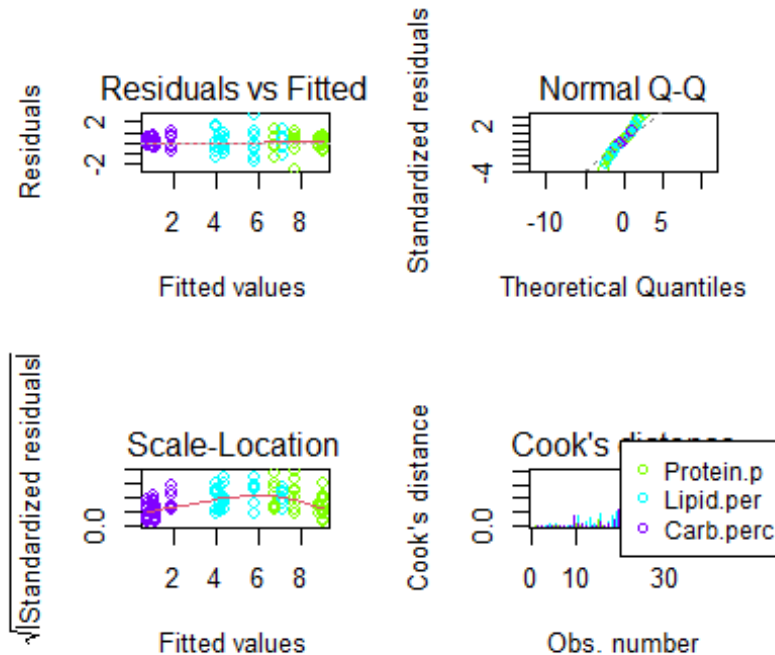 Residuals vs Fitted
Residuals
2
-2
2 4 6 8
Fitted values
Normal Q-Q
Standardized residuals
2
-4
-10 0 5
Theoretical Quantiles
Scale-Location
√|Standardized residuals|
0.0
2 4 6 8
Fitted values
Cook's distance
Cook's distance
0.0
0 10 30
Obs. number
Protein.p
Lipid.per
Carb.perc